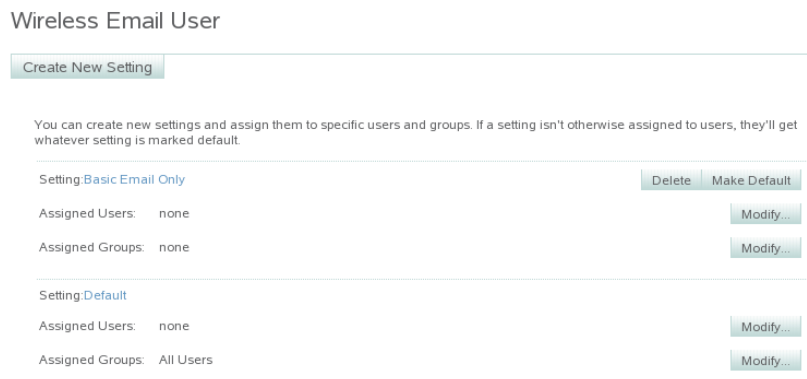 Wireless Email User
Create New Setting
You can create new settings and assign them to specific users and groups. If a setting isn't otherwise assigned to users, they'll get
whatever setting is marked default.
Setting:Basic Email Only Delete Make Default
Assigned Users: none Modify...
Assigned Groups: none Modify...
Setting:Default
Assigned Users: none Modify...
Assigned Groups: All Users Modify...